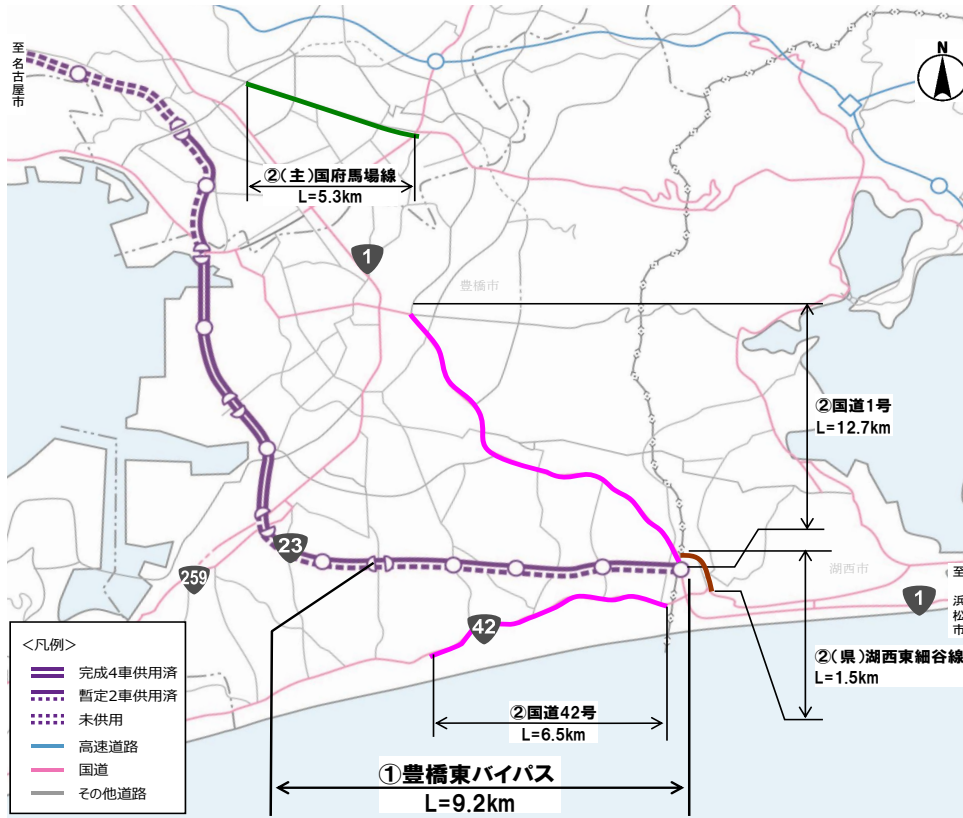 至
名
古
屋
市
N
②(主)国府馬場線
L=5.3km
1
豊橋市
②国道1号
L=12.7km
23
259
42
湖西市
至
浜
松
市
1
②(県)湖西東細谷線
L=1.5km
②国道42号
L=6.5km
①豊橋東バイパス
L=9.2km
<凡例>
完成4車供用済
暫定2車供用済
未供用
高速道路
国道
その他道路